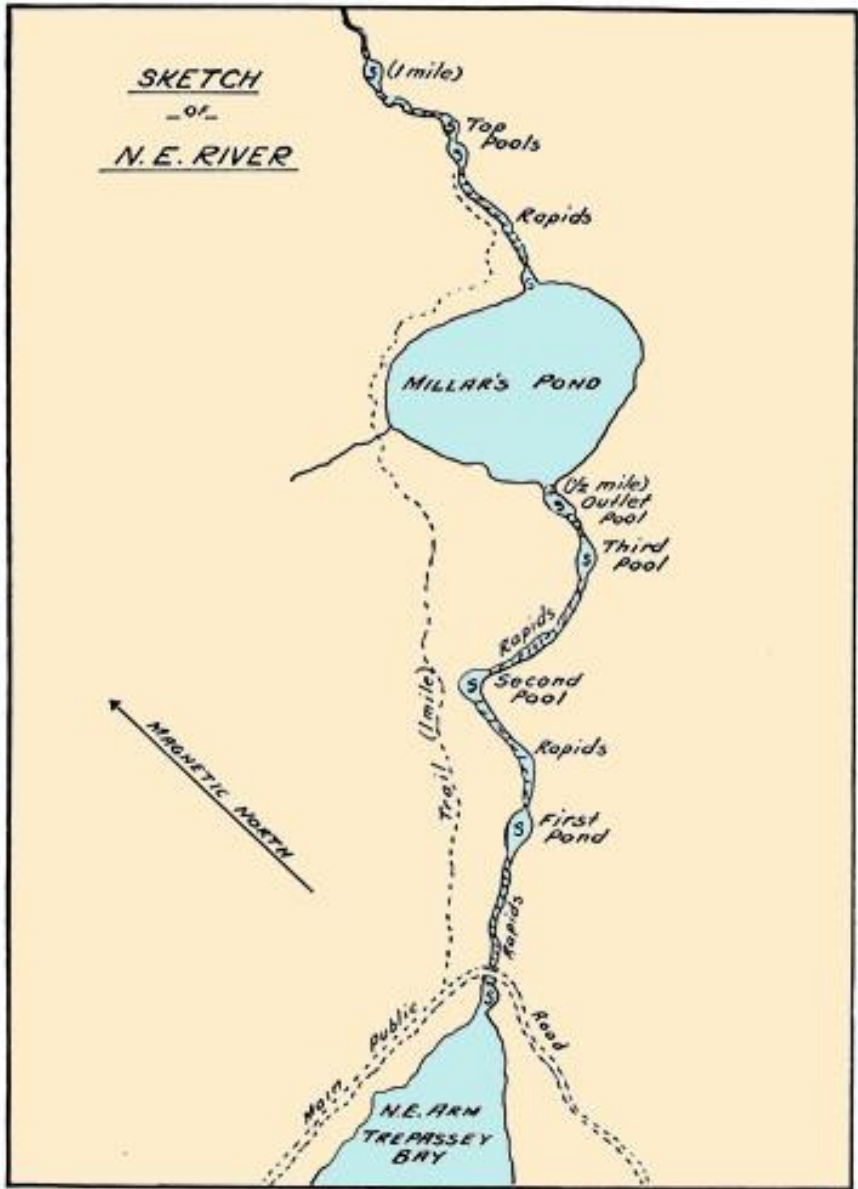 SKETCH
OF
N. E. RIVER
S (1 mile)
S Top
S Pools
Rapids
S
MILLAR'S POND
(1/2 mile)
Outlet
Pool
Third
S Pool
Rapids
S Second
Pool
Trail (1 mile)
MAGNETIC NORTH
Rapids
S First
Pond
Rapids
S
Main Public Road
N. E. ARM
TREPASSEY
BAY